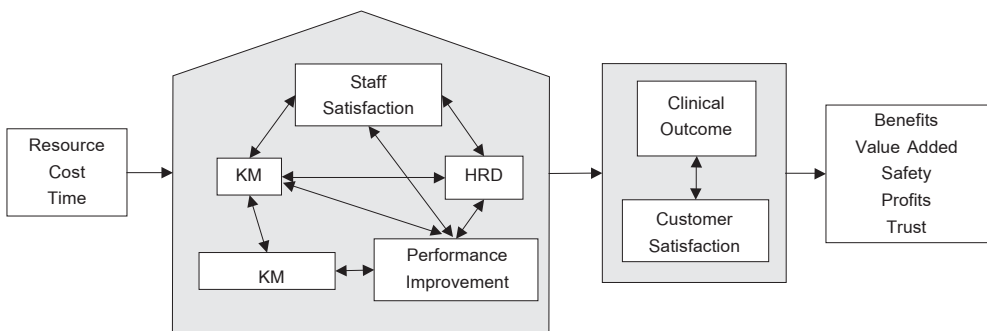 Resource
Cost
Time
Staff
Satisfaction
KM
HRD
KM
Performance
Improvement
Clinical
Outcome
Customer
Satisfaction
Benefits
Value Added
Safety
Profits
Trust